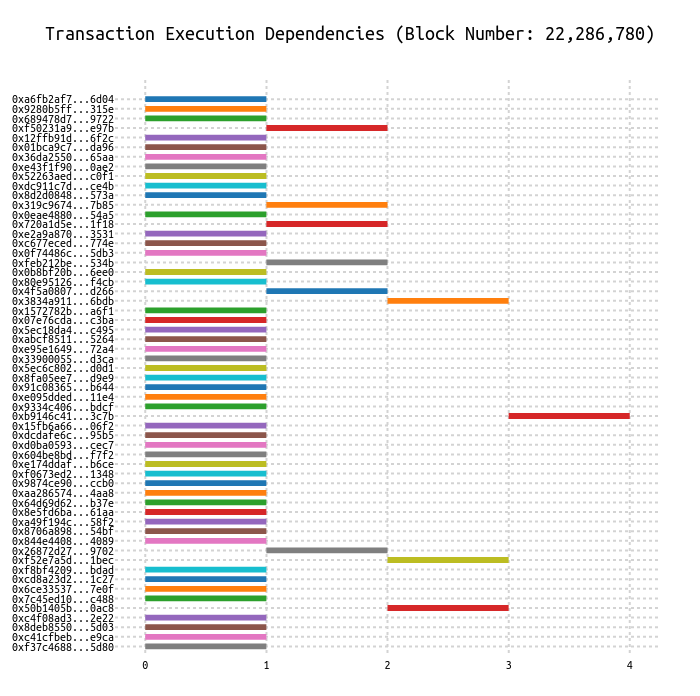 Transaction Execution Dependencies (Block Number: 22,286,780)
0xa6fb2af7...6d04
0x9280b5ff...315e
0x689478d7...9722
0xf50231a9...e97b
0x12ffb91d...6f2c
0x01bca9c7...da96
0x36da2550...65aa
0xe43f1f90...0ae2
0x52263aed...c0f1
0xdc911c7d...ce4b
0x8d2d0848...573a
0x319c9674...7b85
0x0eae4880...54a5
0x720a1d5e...1f18
0xe2a9a870...3531
0xc677eced...774e
0x0f74486c...5db3
0xfeb212be...534b
0x0b8bf20b...6ee0
0x80e95126...f4cb
0x4f5a0807...d266
0x3834a911...6bdb
0x1572782b...a6f1
0x07e76cda...c3ba
0x5ec18da4...c495
0xabcf8511...5264
0xe95e1649...72a4
0x33900055...d3ca
0x5ec6c802...d0d1
0x8fa05ee7...d9e9
0x91c08365...b644
0xe095dded...11e4
0x9334c406...bdcf
0xb9146c41...3c7b
0x15fb6a66...06f2
0xdcdafe6c...95b5
0xd0ba0593...cec7
0x604be8bd...f7f2
0xe174ddaf...b6ce
0xf0673ed2...1348
0x9874ce90...ccb0
0xaa286574...4aa8
0x64d69d62...b37e
0x8e5fd6ba...61aa
0xa49f194c...58f2
0x8706a898...54bf
0x844e4408...4089
0x26872d27...9702
0xf52e7a5d...1bec
0xf8bf4209...bdad
0xcd8a23d2...1c27
0x6ce33537...7e0f
0x7c45ed10...c488
0x50b1405b...0ac8
0xc4f08ad3...2e22
0x8deb8550...5d03
0xc41cfbeb...e9ca
0xf37c4688...5d80
0 1 2 3 4